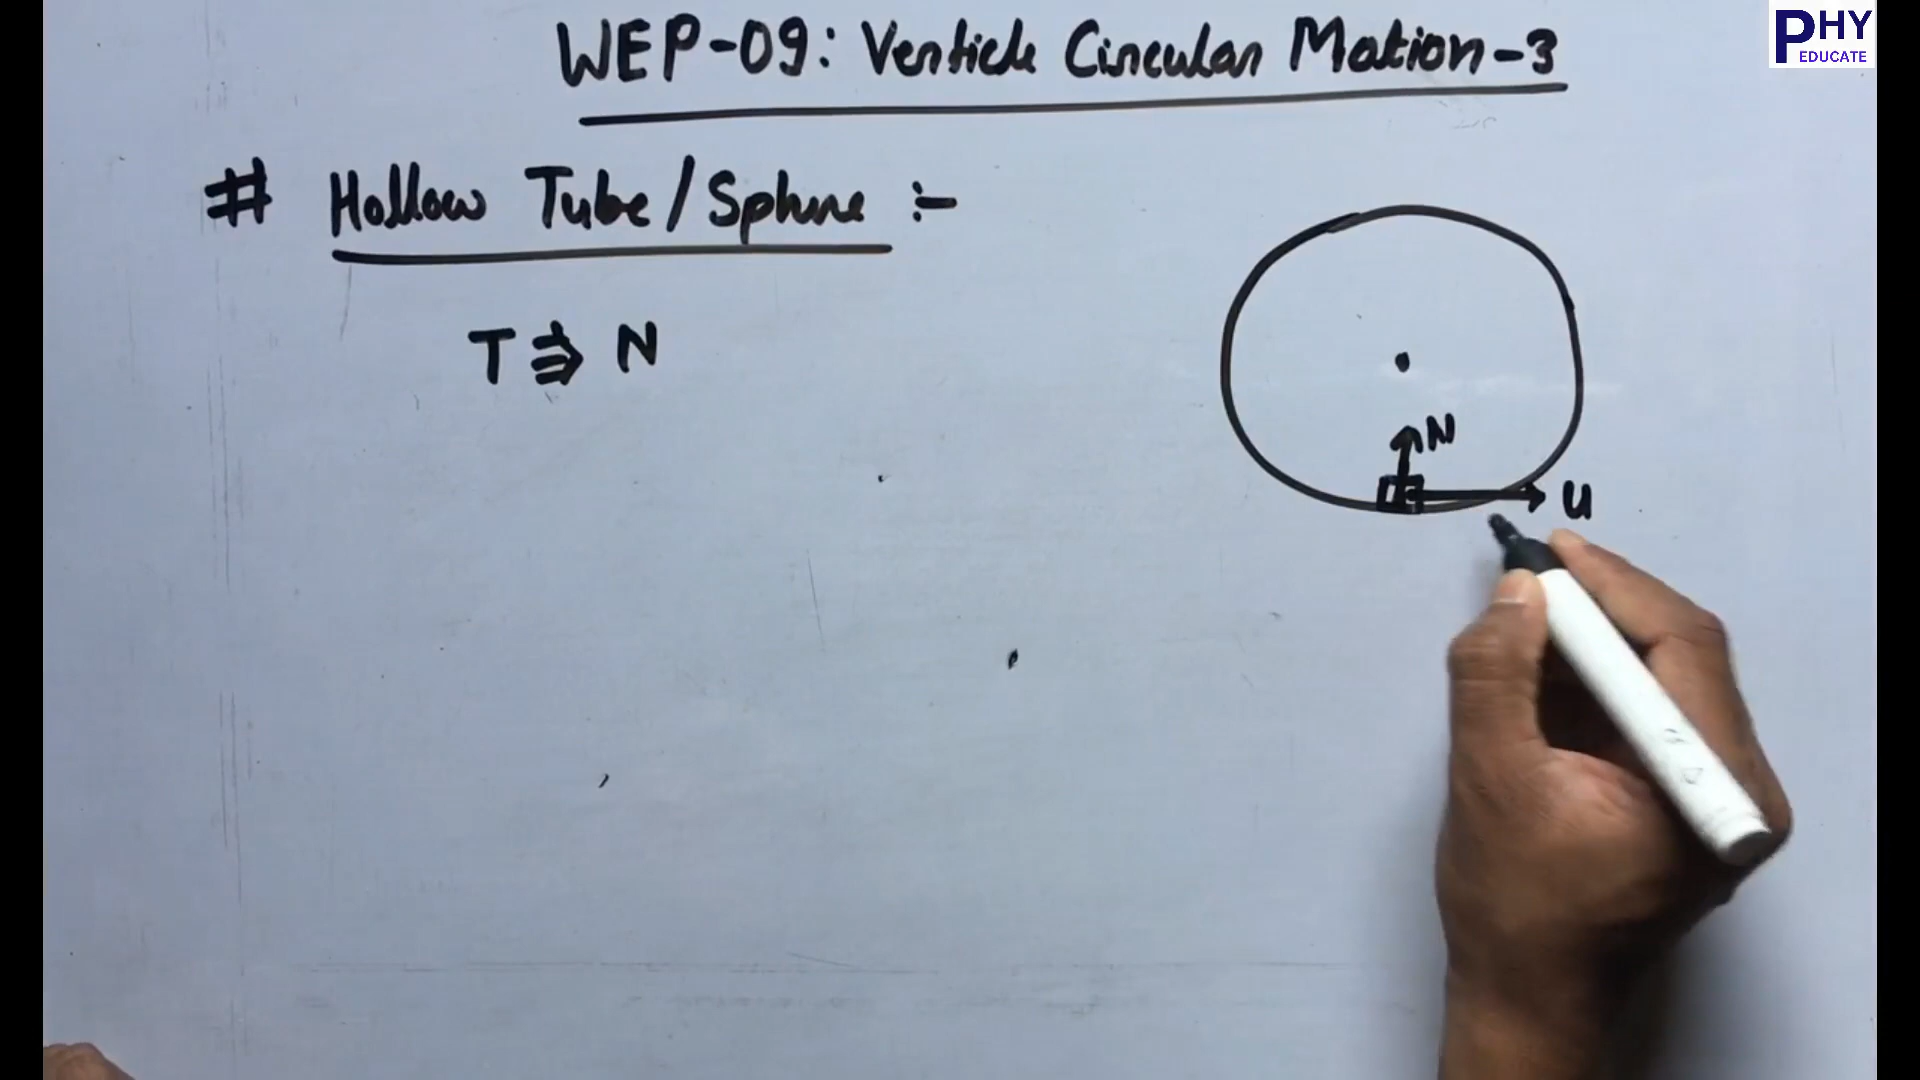 WEP-09: Verticle Circular Motion-3
PHY
EDUCATE
# Hollow Tube/Sphere :-
T ⇛ N
N
u